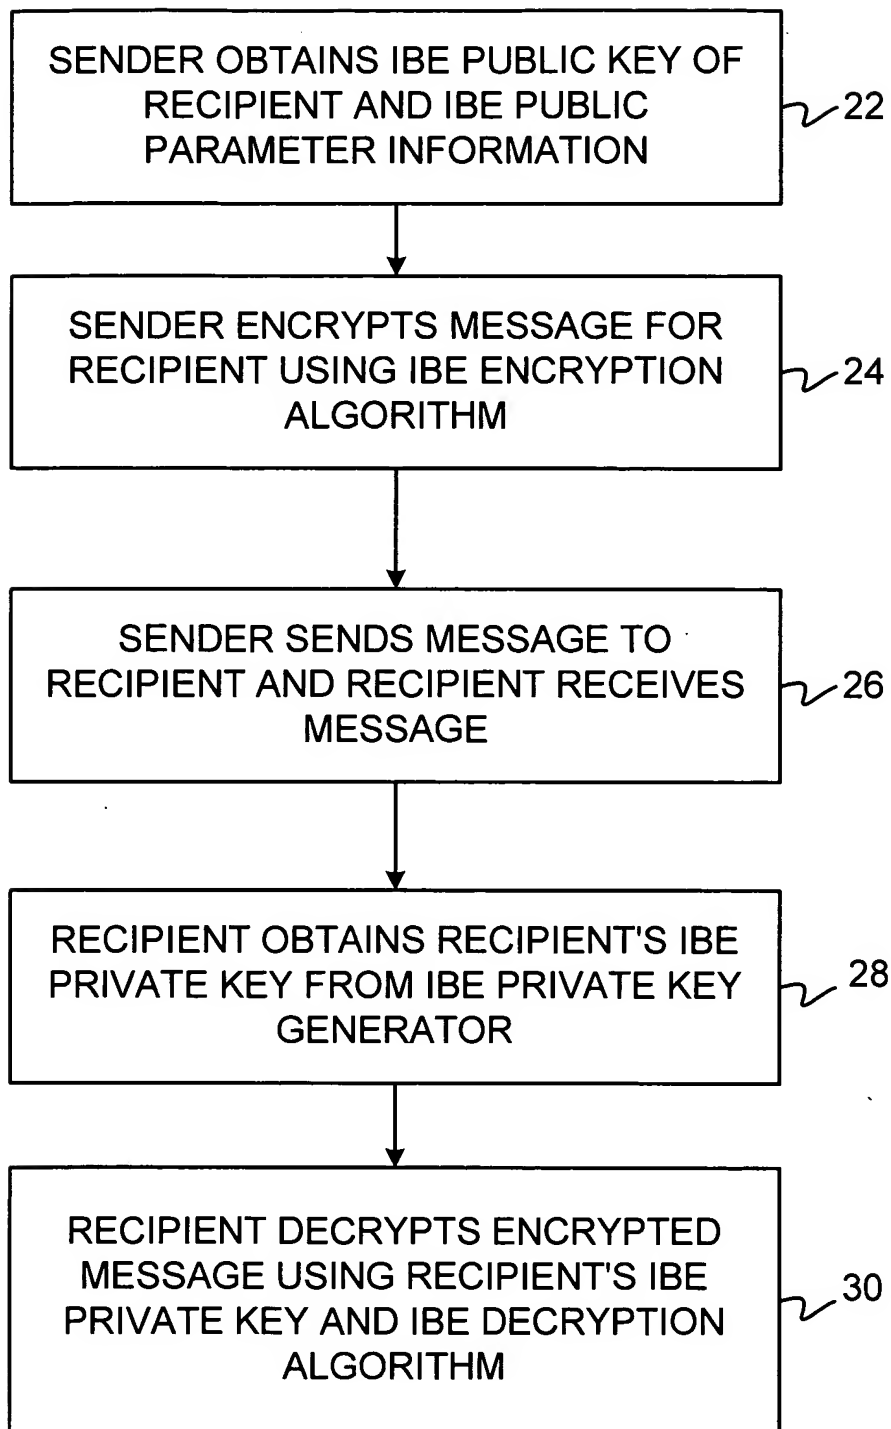 SENDER OBTAINS IBE PUBLIC KEY OF
RECIPIENT AND IBE PUBLIC
PARAMETER INFORMATION
22
SENDER ENCRYPTS MESSAGE FOR
RECIPIENT USING IBE ENCRYPTION
ALGORITHM
24
SENDER SENDS MESSAGE TO
RECIPIENT AND RECIPIENT RECEIVES
MESSAGE
26
RECIPIENT OBTAINS RECIPIENT'S IBE
PRIVATE KEY FROM IBE PRIVATE KEY
GENERATOR
28
RECIPIENT DECRYPTS ENCRYPTED
MESSAGE USING RECIPIENT'S IBE
PRIVATE KEY AND IBE DECRYPTION
ALGORITHM
30